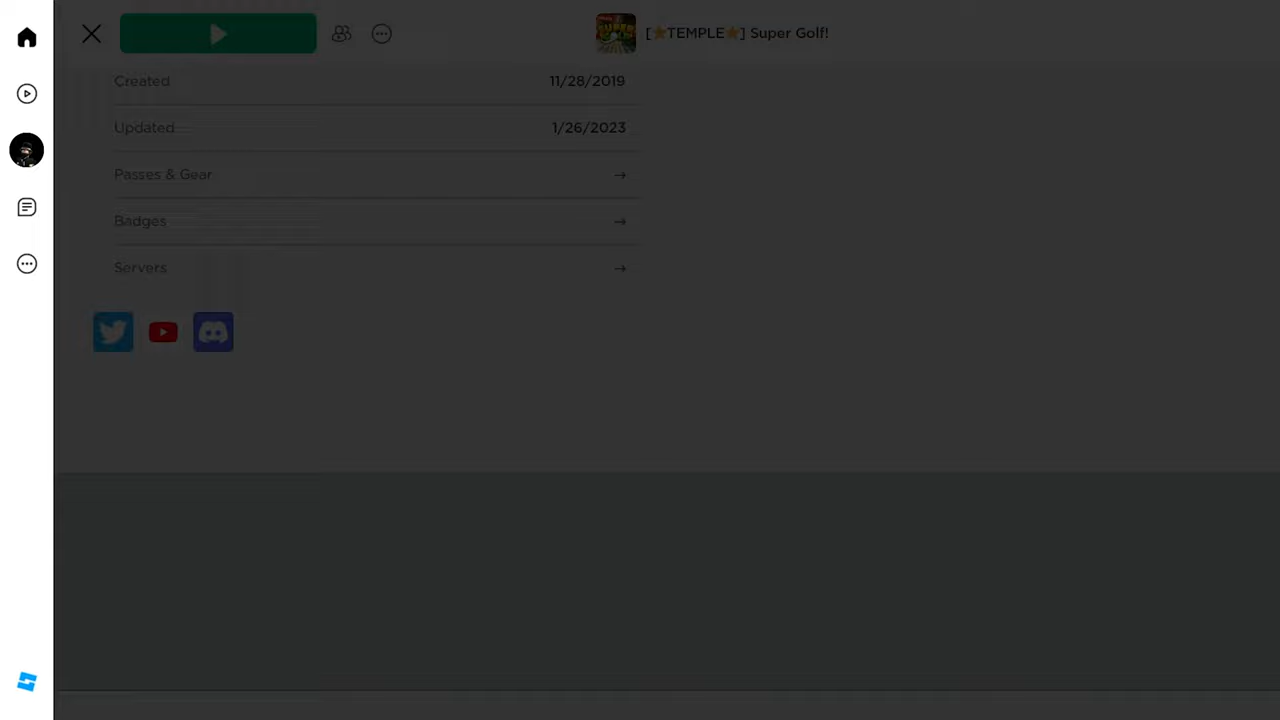 [⭐TEMPLE⭐] Super Golf!
Created 11/28/2019
Updated 1/26/2023
Passes & Gear →
Badges →
Servers →